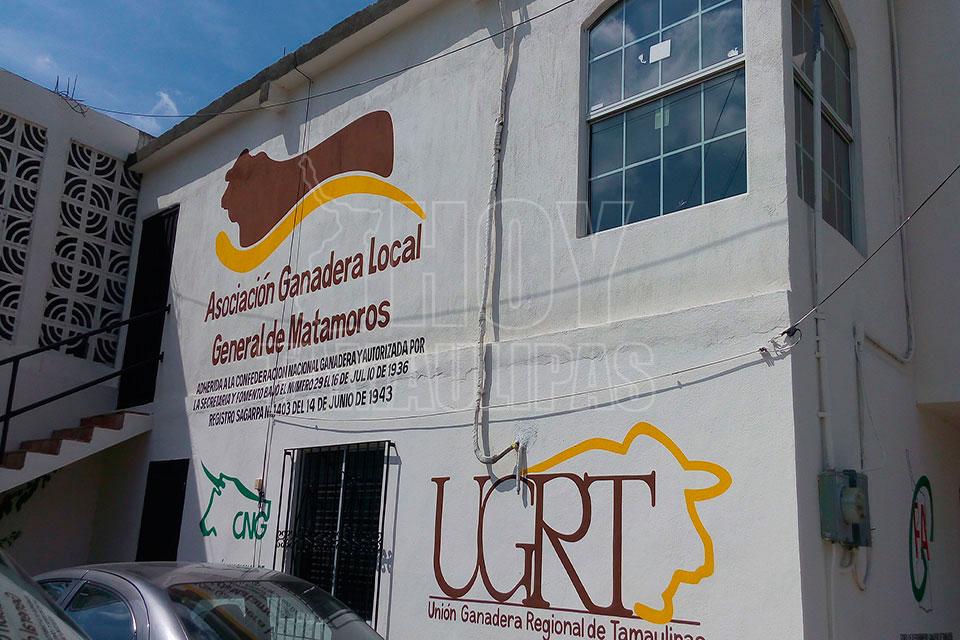 Asociación Ganadera Local
General de Matamoros
ADHERIDA A LA CONFEDERACION NACIONAL GANADERA Y AUTORIZADA POR
LA SECRETARIA Y FOMENTO BAJO EL NUMERO 29 EL 16 DE JULIO DE 1936
REGISTRO SAGARPA No. 1403 DEL 14 DE JUNIO DE 1943
HOY
TAMAULIPAS
CNG
UGRT
Unión Ganadera Regional de Tamaulipas